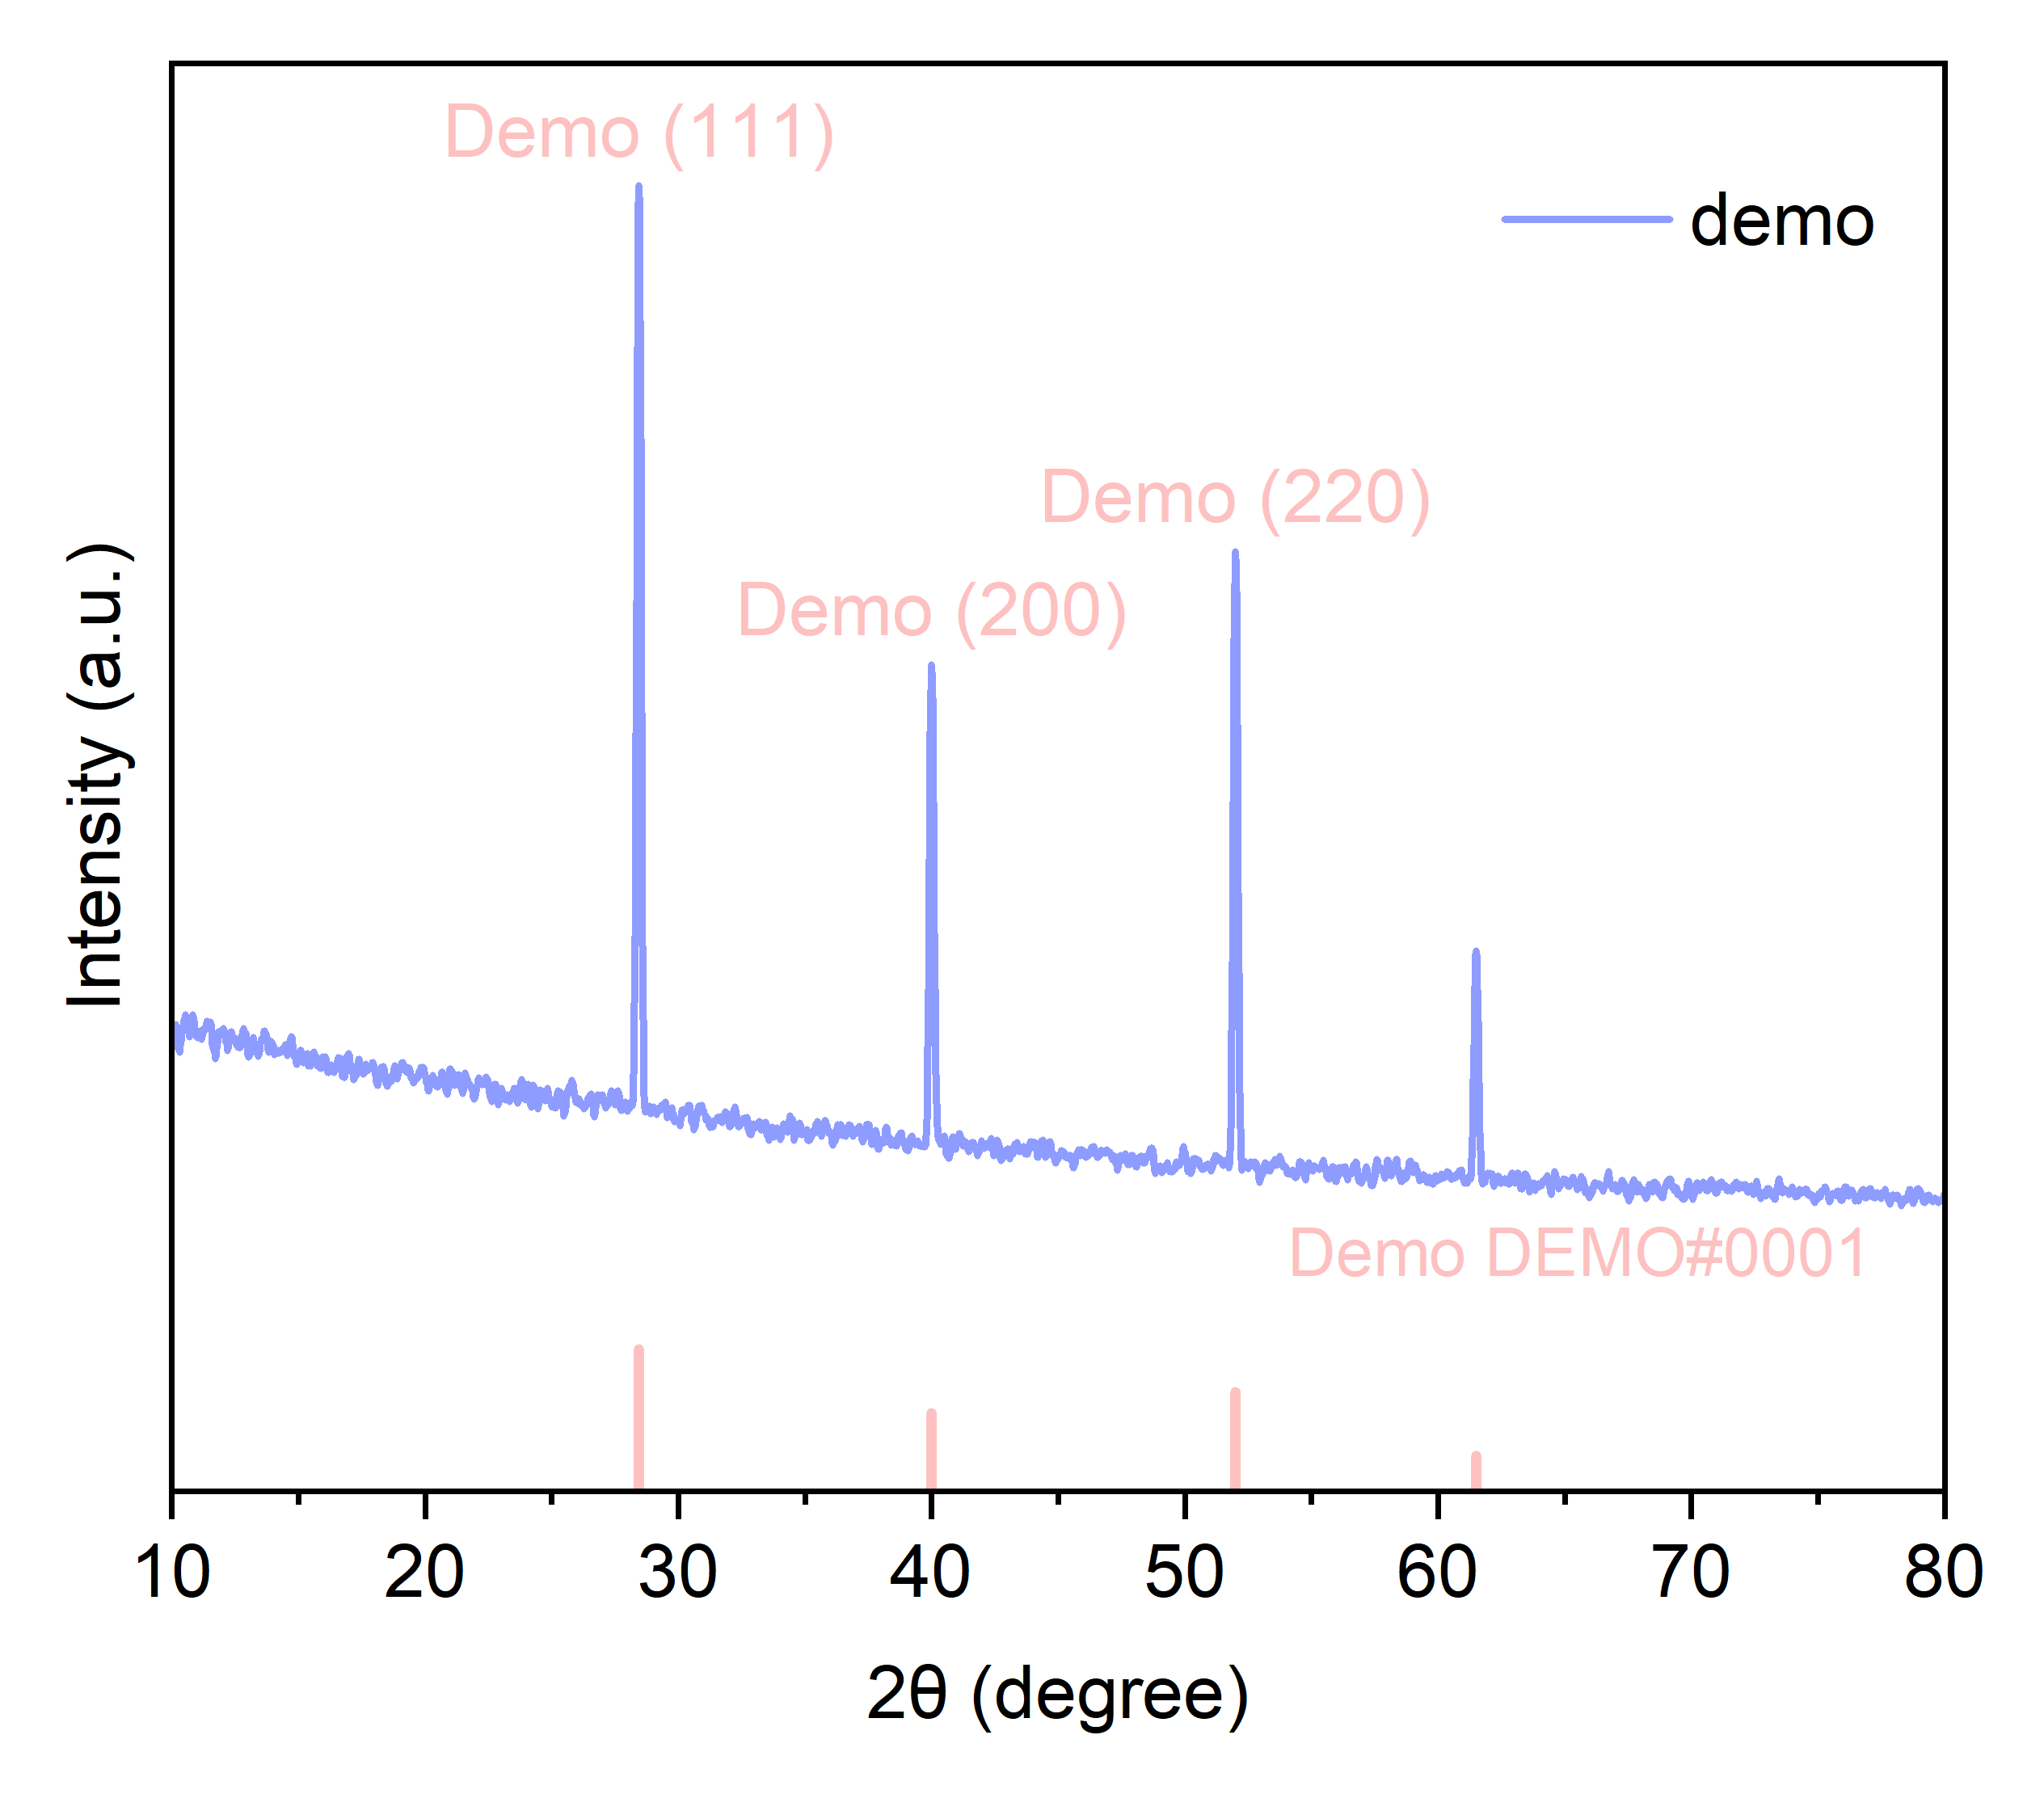 Demo (111)
demo
Demo (220)
Demo (200)
Intensity (a.u.)
Demo DEMO#0001
10 20 30 40 50 60 70 80
2θ (degree)